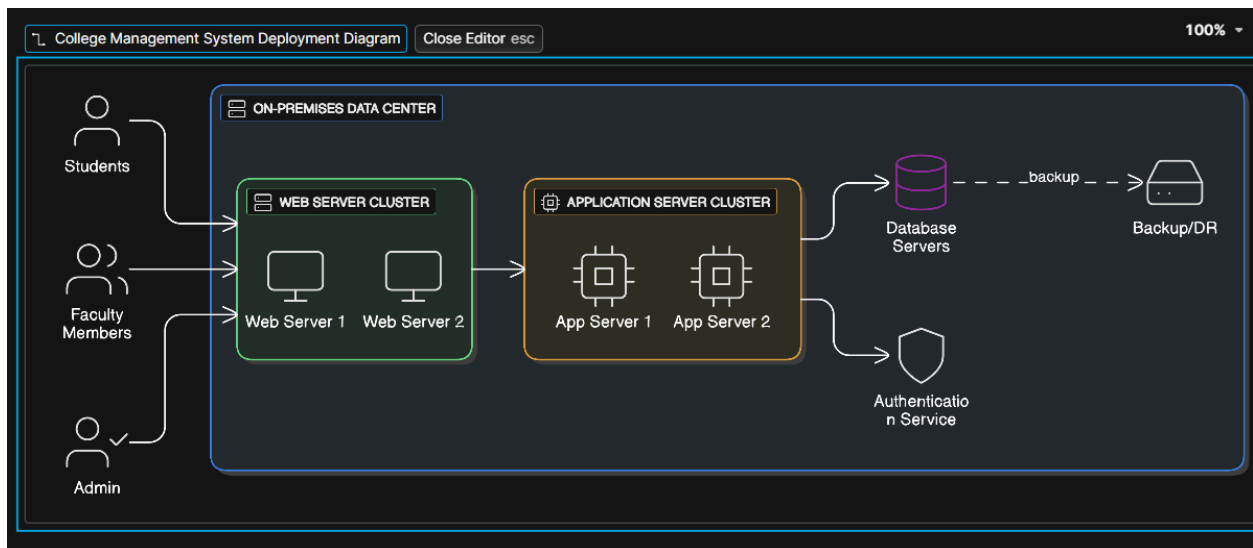 College Management System Deployment Diagram
Close Editor esc
100%
ON-PREMISES DATA CENTER
Students
WEB SERVER CLUSTER
APPLICATION SERVER CLUSTER
backup
Database
Servers
Backup/DR
Faculty
Members
Web Server 1
Web Server 2
App Server 1
App Server 2
Authenticatio
n Service
Admin